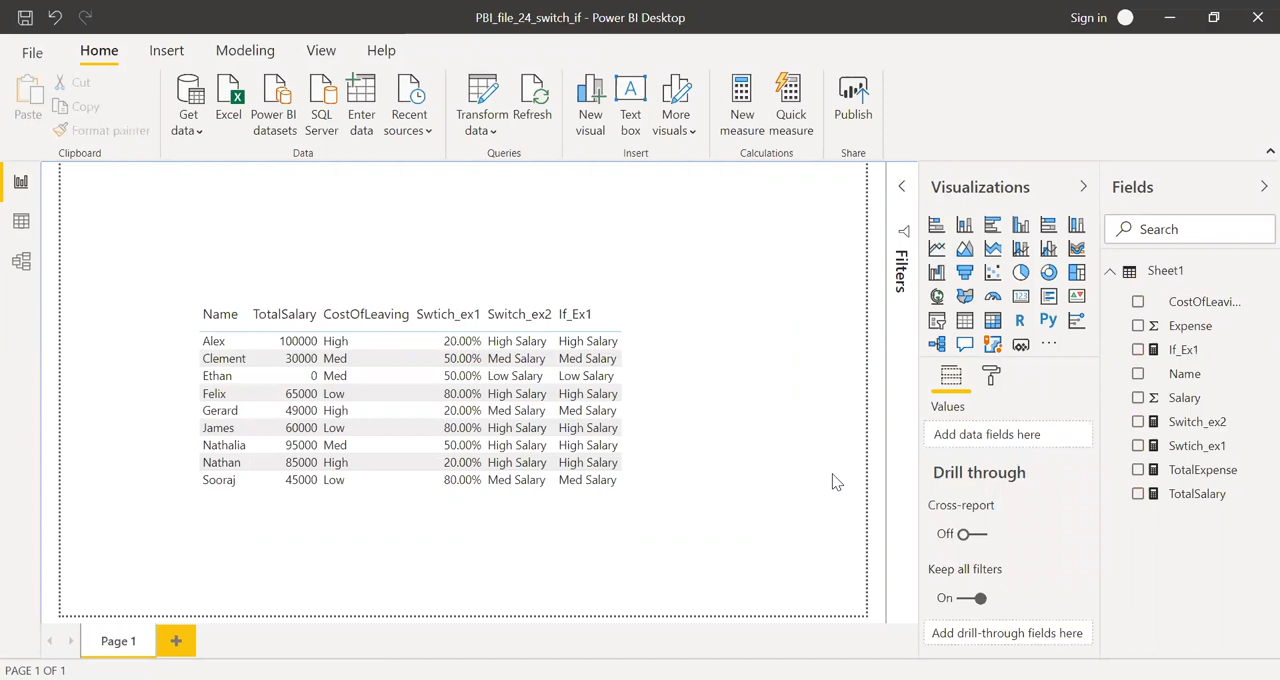 PBI_file_24_switch_if - Power BI Desktop
Sign in
File Home Insert Modeling View Help
Paste
Cut
Copy
Format painter
Clipboard
Get data
Excel
Power BI datasets
SQL Server
Enter data
Recent sources
Data
Transform data
Refresh
Queries
New visual
A
Text box
More visuals
Insert
New measure
Quick measure
Calculations
Publish
Share
Name TotalSalary CostOfLeaving Swtich_ex1 Switch_ex2 If_Ex1
Alex 100000 High 20.00% High Salary High Salary
Clement 30000 Med 50.00% Med Salary Med Salary
Ethan 0 Med 50.00% Low Salary Low Salary
Felix 65000 Low 80.00% High Salary High Salary
Gerard 49000 High 20.00% Med Salary Med Salary
James 60000 Low 80.00% High Salary High Salary
Nathalia 95000 Med 50.00% High Salary High Salary
Nathan 85000 High 20.00% High Salary High Salary
Sooraj 45000 Low 80.00% Med Salary Med Salary
Filters
Visualizations
123
R Py
Values
Add data fields here
Drill through
Cross-report
Off
Keep all filters
On
Add drill-through fields here
Fields
Search
Sheet1
CostOfLeavi...
Σ Expense
If_Ex1
Name
Σ Salary
Switch_ex2
Swtich_ex1
TotalExpense
TotalSalary
Page 1
PAGE 1 OF 1